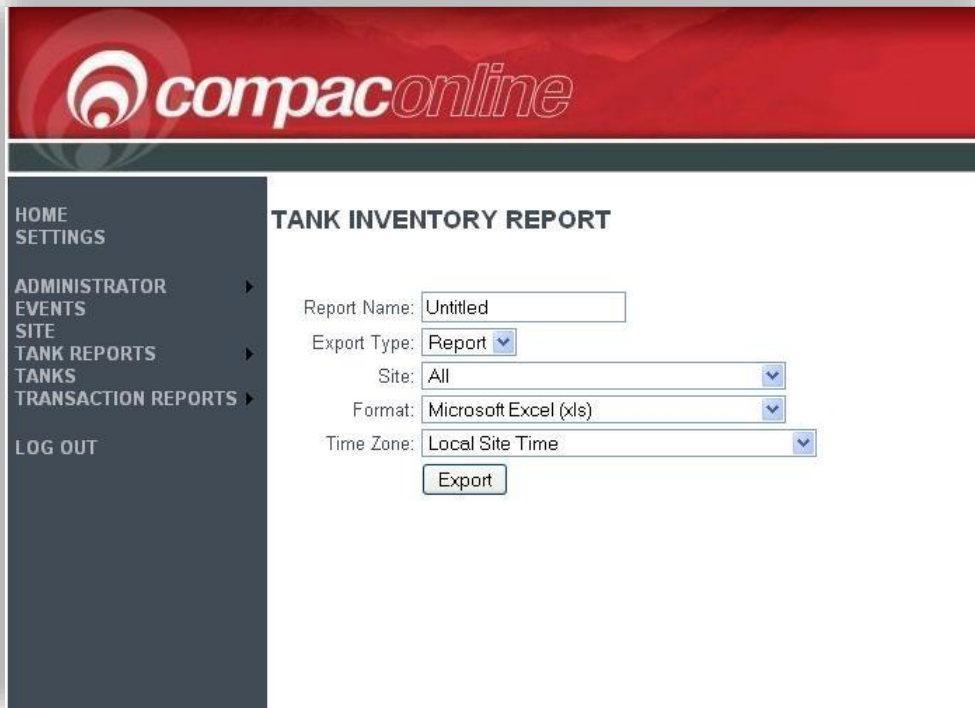 compaconline
HOME
SETTINGS
ADMINISTRATOR
EVENTS
SITE
TANK REPORTS
TANKS
TRANSACTION REPORTS
LOG OUT
TANK INVENTORY REPORT
Report Name: Untitled
Export Type: Report
Site: All
Format: Microsoft Excel (xls)
Time Zone: Local Site Time
Export